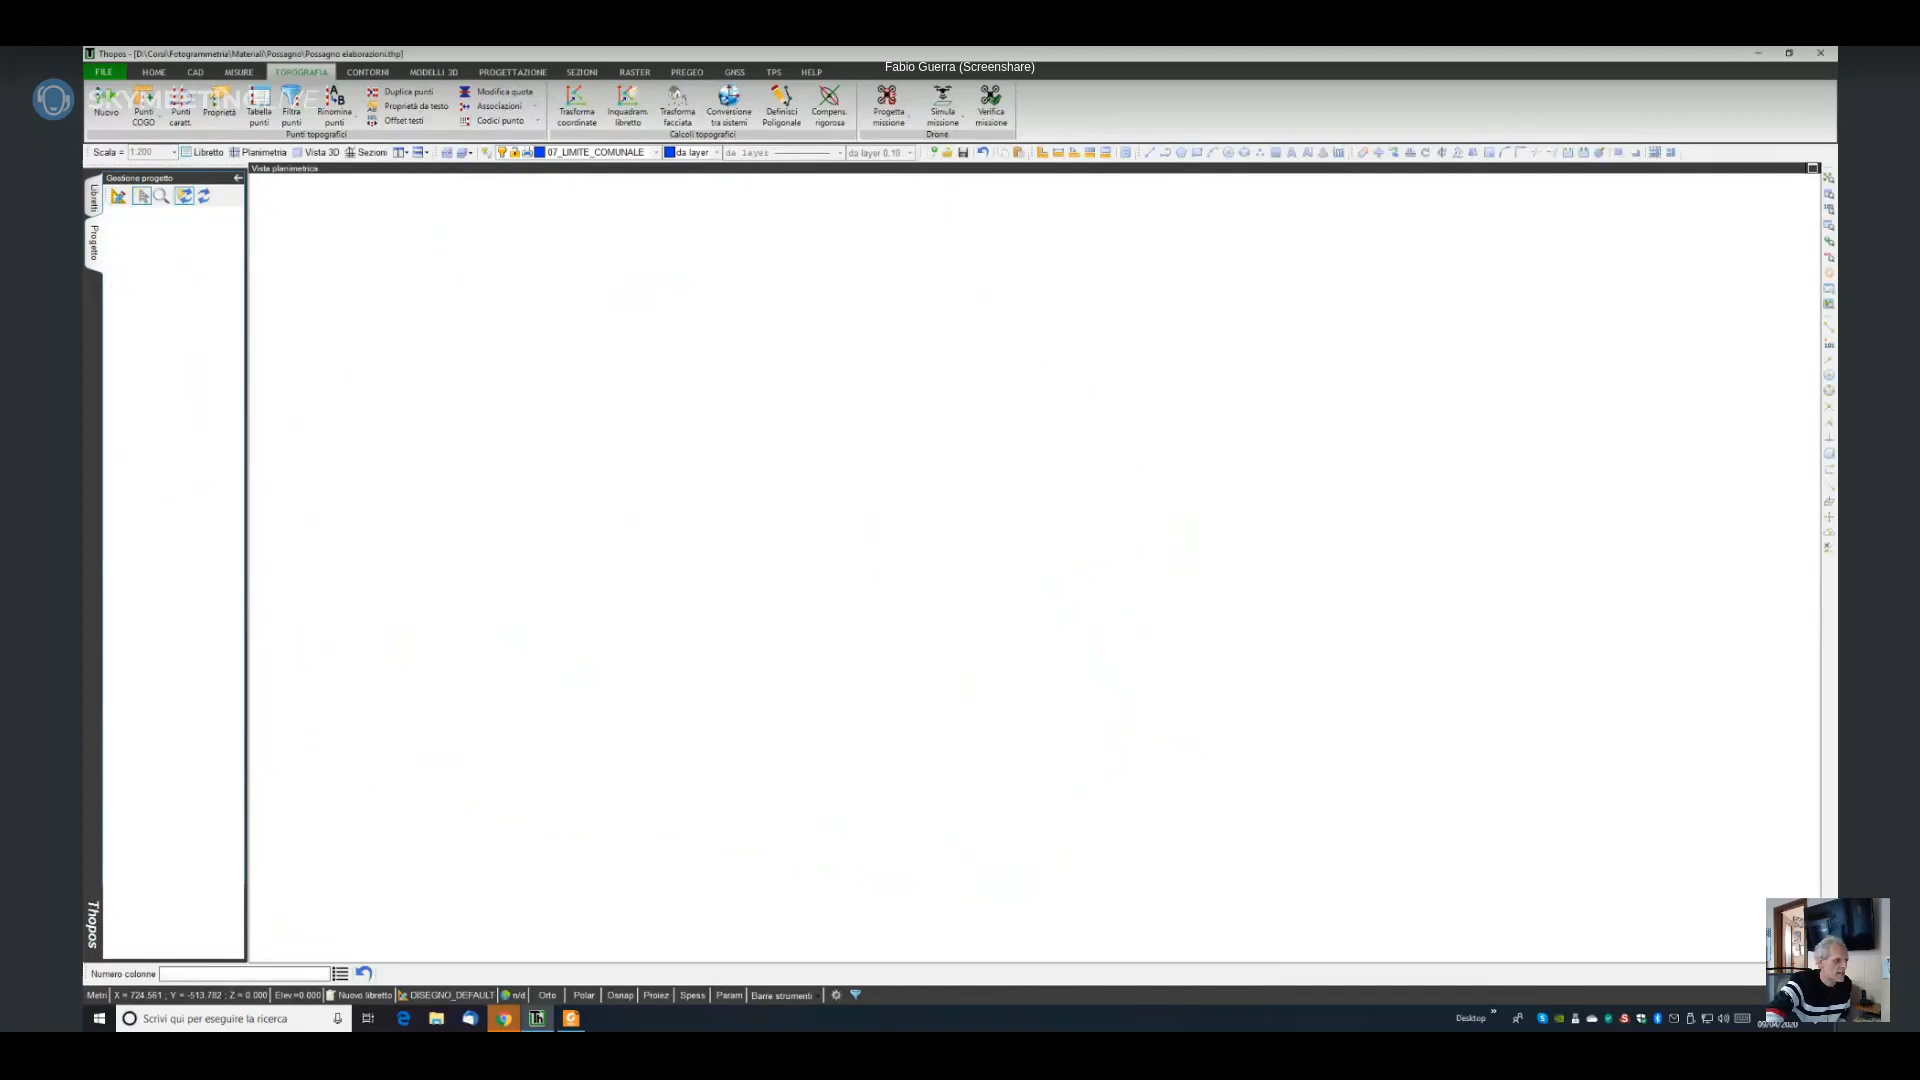 Thopos - [D:\Corsi\Fotogrammetria\Materiali\Possagno\Possagno elaborazioni.thp]
Fabio Guerra (Screenshare)
FILE HOME CAD MISURE TOPOGRAFIA CONTORNI MODELLI 3D PROGETTAZIONE SEZIONI RASTER PREGEO GNSS TPS HELP
SKYMEETING LIVE
Nuovo
Punti COGO
Punti caratt.
Proprietà
Tabella punti
Filtra punti
Rinomina punti
Duplica punti
Proprietà da testo
Offset testi
Modifica quota
Associazioni
Codici punto
Trasforma coordinate
Inquadram. libretto
Trasforma facciata
Conversione tra sistemi
Definisci Poligonale
Compens. rigorosa
Progetta missione
Simula missione
Verifica missione
Punti topografici
Calcoli topografici
Drone
Scala = 1:200 Libretto Planimetria Vista 3D Sezioni 07_LIMITE_COMUNALE da layer da layer da layer 0.10
Gestione progetto
Vista planimetrica
Libretti
Progetto
Thopos
Numero colonne
Metri X = 724.561 ; Y = -513.782 ; Z = 0.000 Elev=0.000 Nuovo libretto DISEGNO_DEFAULT n/d Orto Polar Osnap Proiez Spess Param Barre strumenti
Scrivi qui per eseguire la ricerca
Desktop
09/04/2020